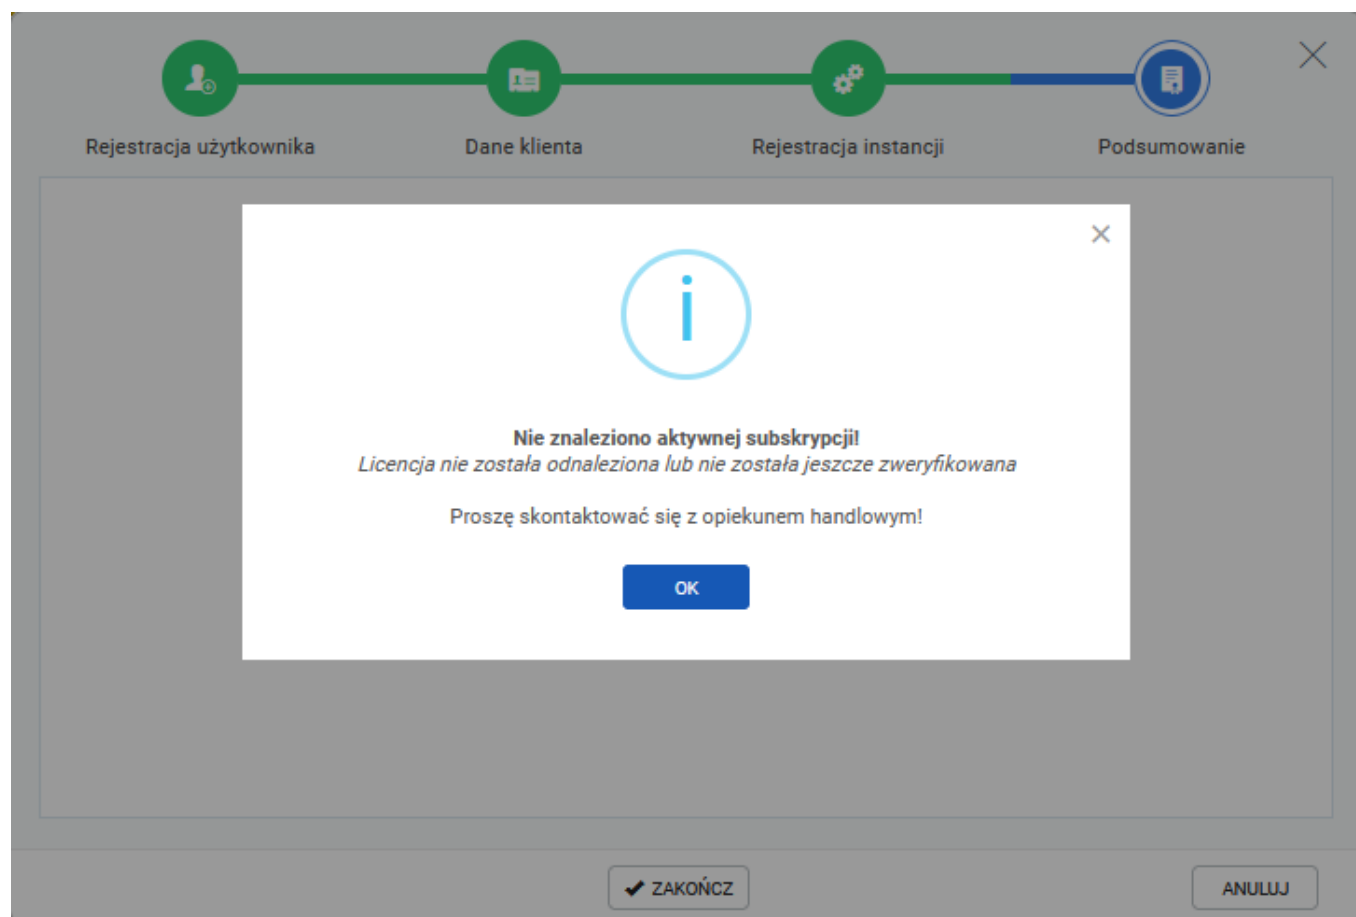 Rejestracja użytkownika
Dane klienta
Rejestracja instancji
Podsumowanie
Nie znaleziono aktywnej subskrypcji!
Licencja nie została odnaleziona lub nie została jeszcze zweryfikowana
Proszę skontaktować się z opiekunem handlowym!
OK
ZAKOŃCZ
ANULUJ